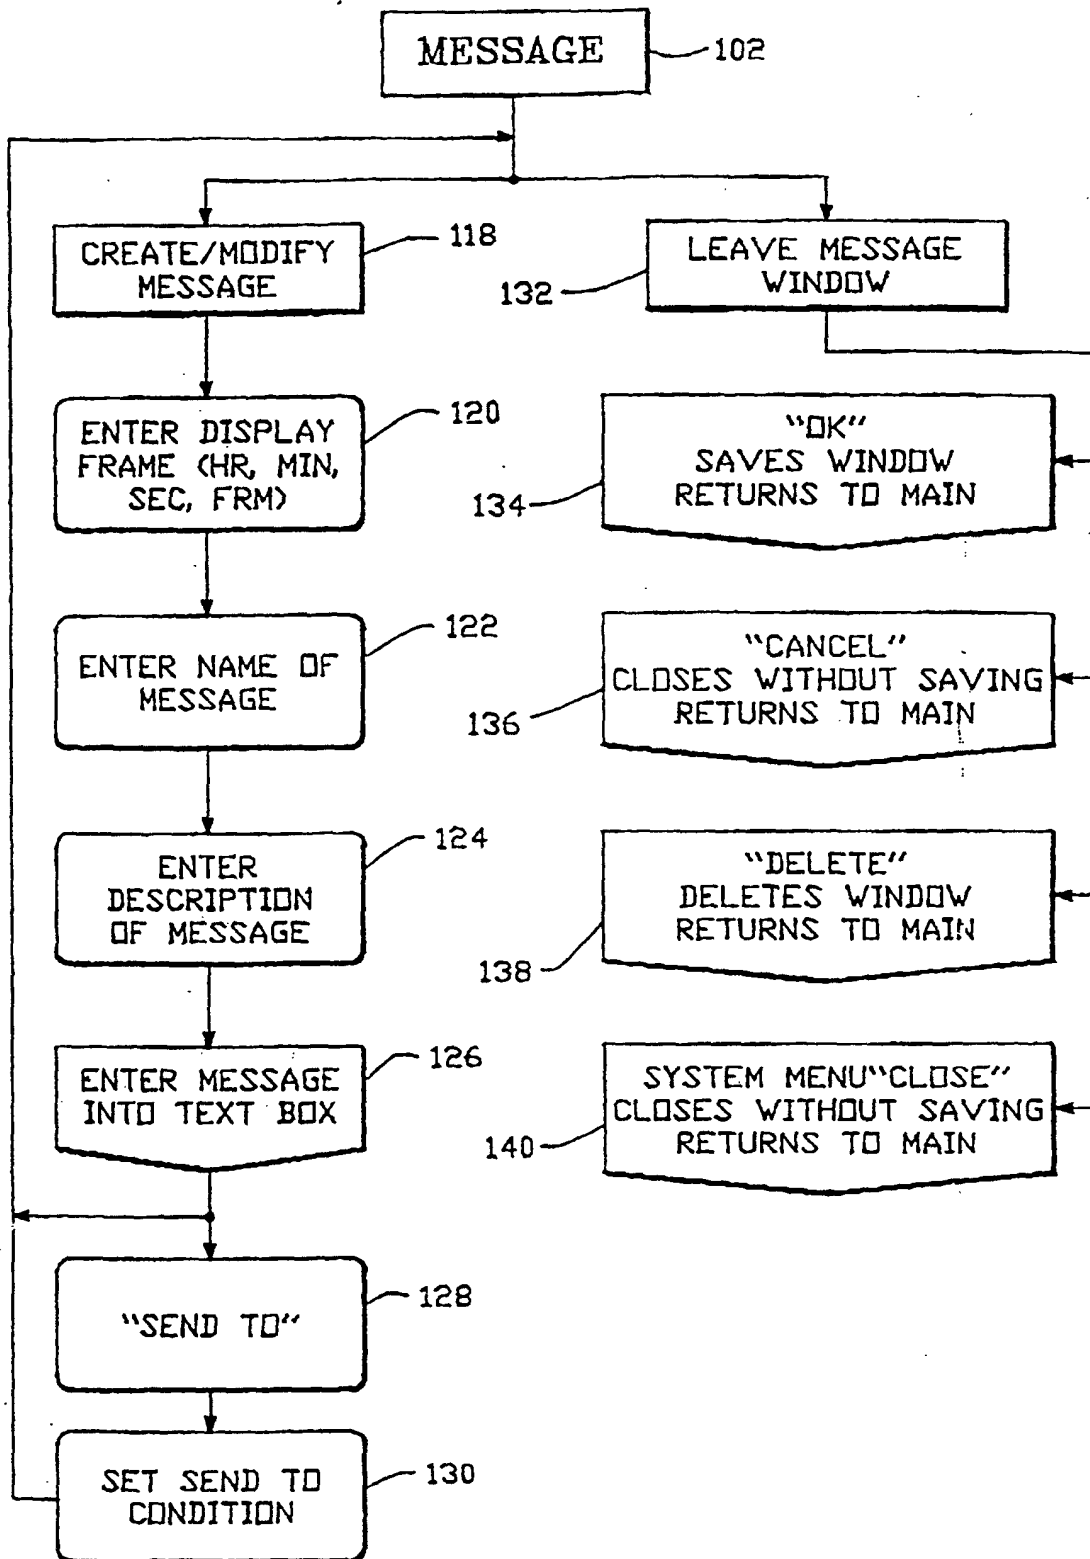 MESSAGE
102
CREATE/MODIFY
MESSAGE
118
LEAVE MESSAGE
WINDOW
132
ENTER DISPLAY
FRAME (HR, MIN,
SEC, FRM)
120
"OK"
SAVES WINDOW
RETURNS TO MAIN
134
ENTER NAME OF
MESSAGE
122
"CANCEL"
CLOSES WITHOUT SAVING
RETURNS TO MAIN
136
ENTER
DESCRIPTION
OF MESSAGE
124
"DELETE"
DELETES WINDOW
RETURNS TO MAIN
138
ENTER MESSAGE
INTO TEXT BOX
126
SYSTEM MENU"CLOSE"
CLOSES WITHOUT SAVING
RETURNS TO MAIN
140
"SEND TO"
128
SET SEND TO
CONDITION
130